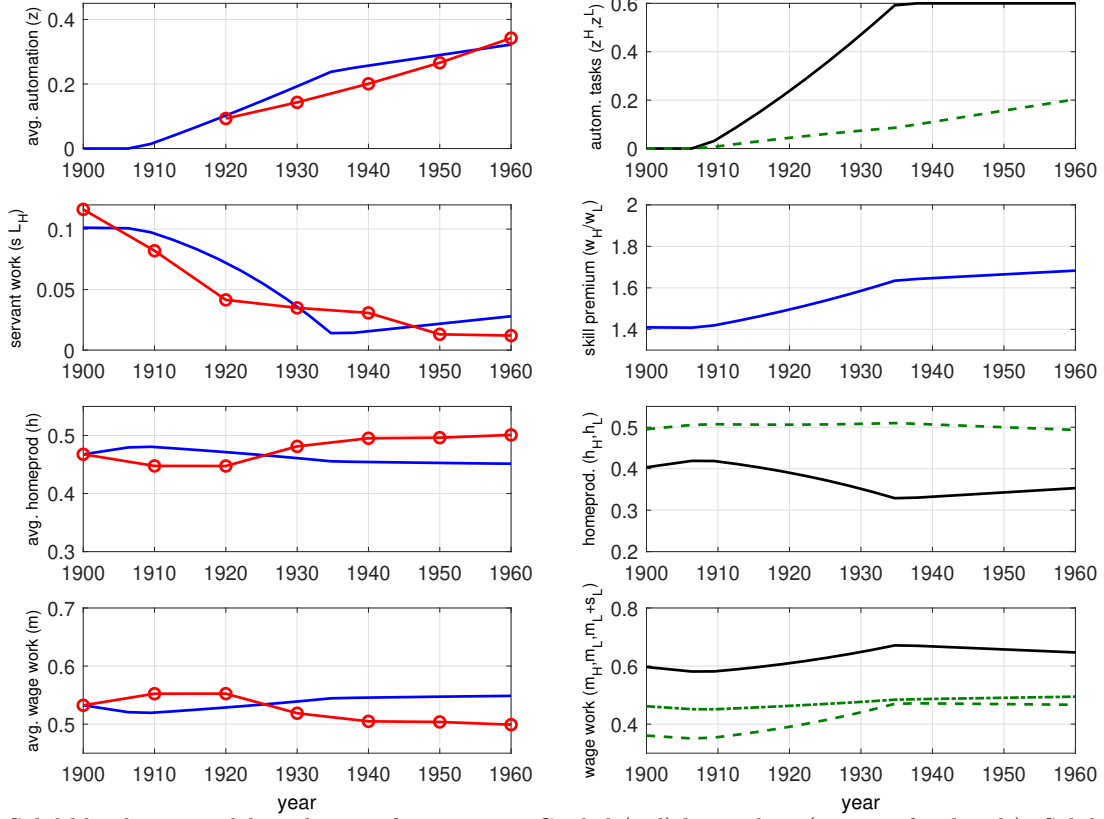 avg. automation (z)
0.4
0.2
0
1900 1910 1920 1930 1940 1950 1960
autom. tasks (z^H,z^L)
0.6
0.4
0.2
0
1900 1910 1920 1930 1940 1950 1960
servant work (s L_H)
0.1
0.05
0
1900 1910 1920 1930 1940 1950 1960
skill premium (w_H/w_L)
2
1.8
1.6
1.4
1900 1910 1920 1930 1940 1950 1960
avg. homeprod (h)
0.5
0.4
0.3
1900 1910 1920 1930 1940 1950 1960
homeprod. (h_H,h_L)
0.5
0.4
0.3
0.2
1900 1910 1920 1930 1940 1950 1960
avg. wage work (m)
0.7
0.6
0.5
1900 1910 1920 1930 1940 1950 1960
year
wage work (m_H,m_L,m_L+s_L)
0.8
0.6
0.4
1900 1910 1920 1930 1940 1950 1960
year